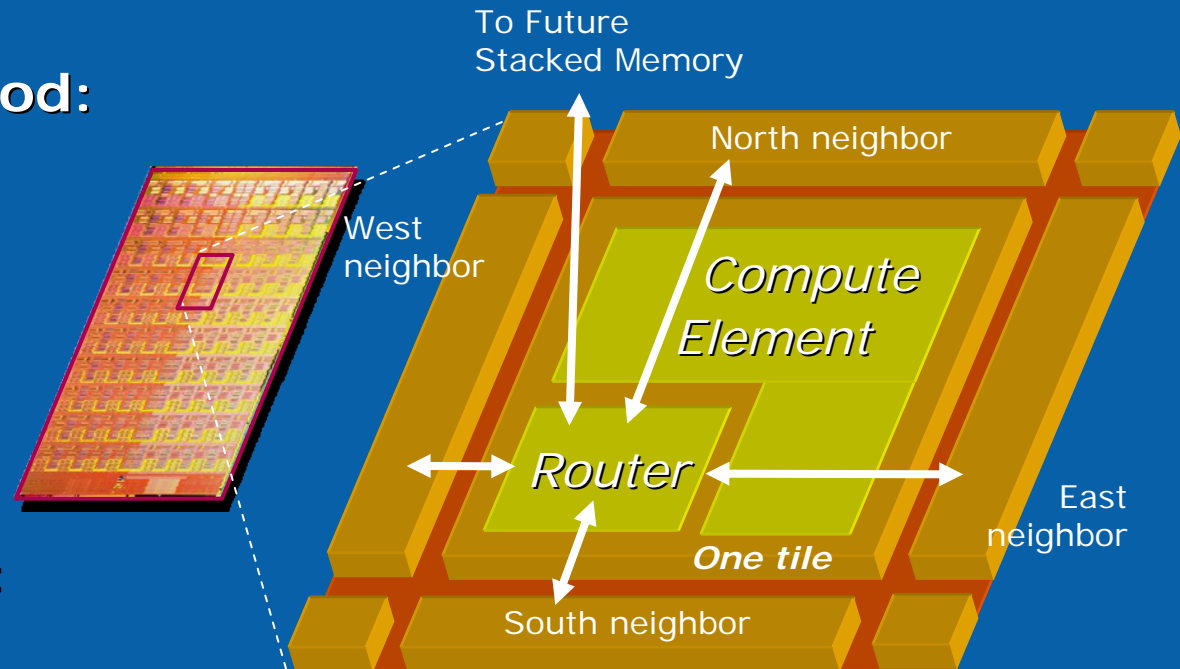 To Future
Stacked Memory
od:
North neighbor
West
neighbor
Compute
Element
Router
East
neighbor
One tile
:
South neighbor